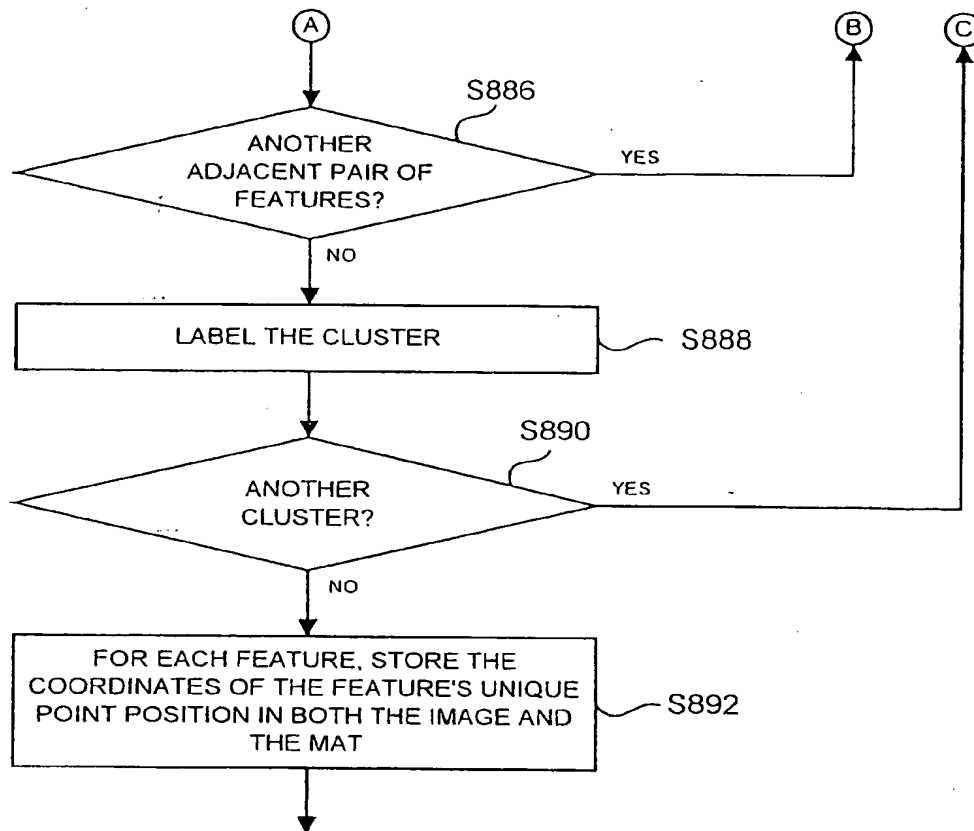 A
B
C
S886
ANOTHER
ADJACENT PAIR OF
FEATURES?
YES
NO
LABEL THE CLUSTER
S888
S890
ANOTHER
CLUSTER?
YES
NO
FOR EACH FEATURE, STORE THE
COORDINATES OF THE FEATURE'S UNIQUE
POINT POSITION IN BOTH THE IMAGE AND
THE MAT
S892